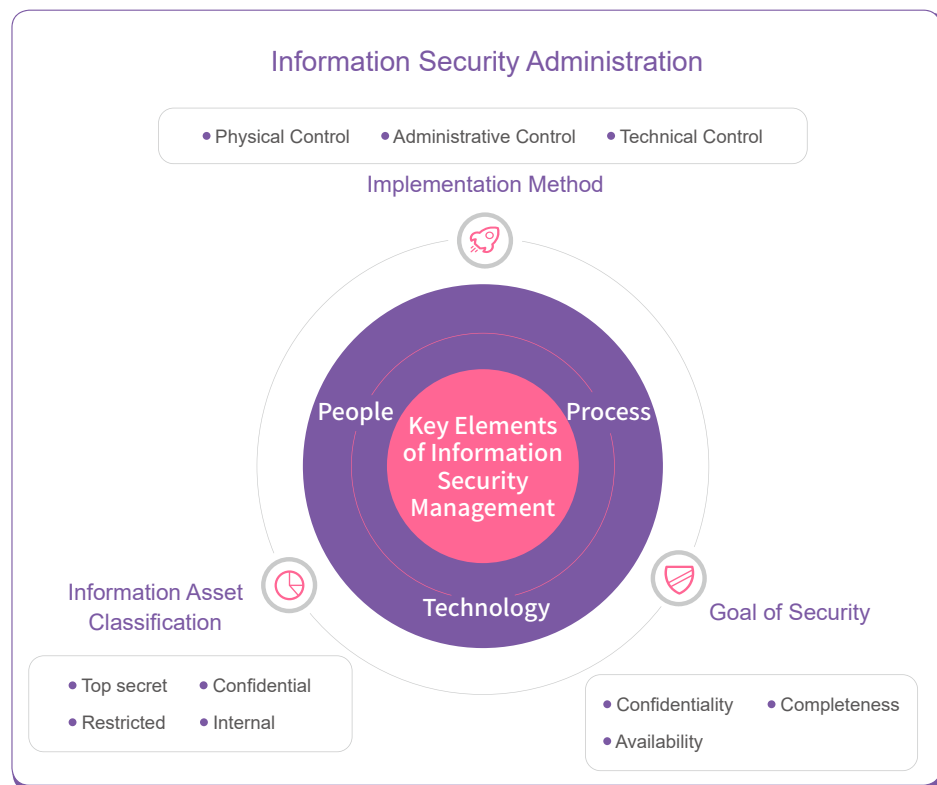 Information Security Administration
Physical Control
Administrative Control
Technical Control
Implementation Method
People
Process
Key Elements
of Information
Security
Management
Technology
Information Asset
Classification
Top secret
Confidential
Restricted
Internal
Goal of Security
Confidentiality
Completeness
Availability